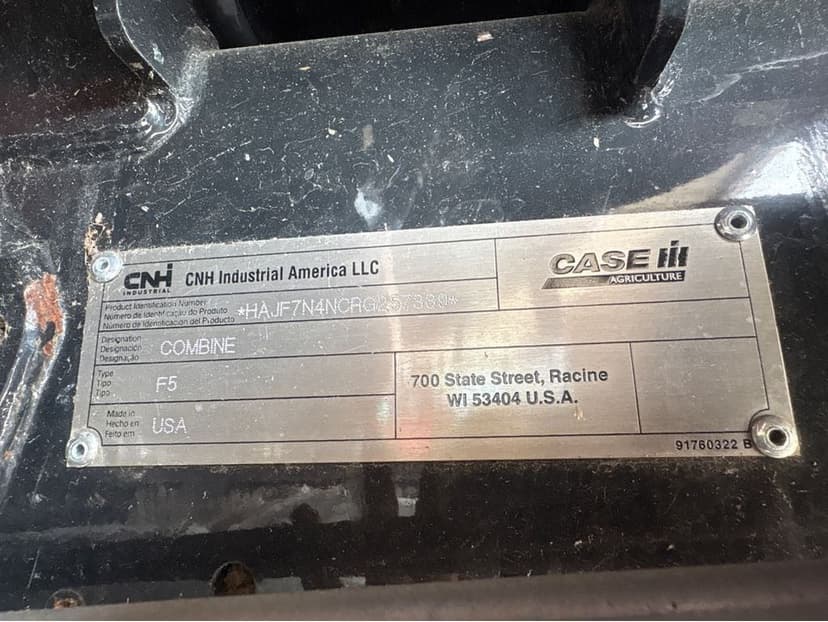 CNH
INDUSTRIAL
CNH Industrial America LLC
CASE IH
AGRICULTURE
Product Identification Number
Número de Identificação do Produto
Número de Identificación del Producto
*HAJF7N4NCRG257889*
Designation
Designación
Designação
COMBINE
Type
Tipo
Tipo
F5
700 State Street, Racine
WI 53404 U.S.A.
Made in
Hecho en
Feito em
USA
91760322 B